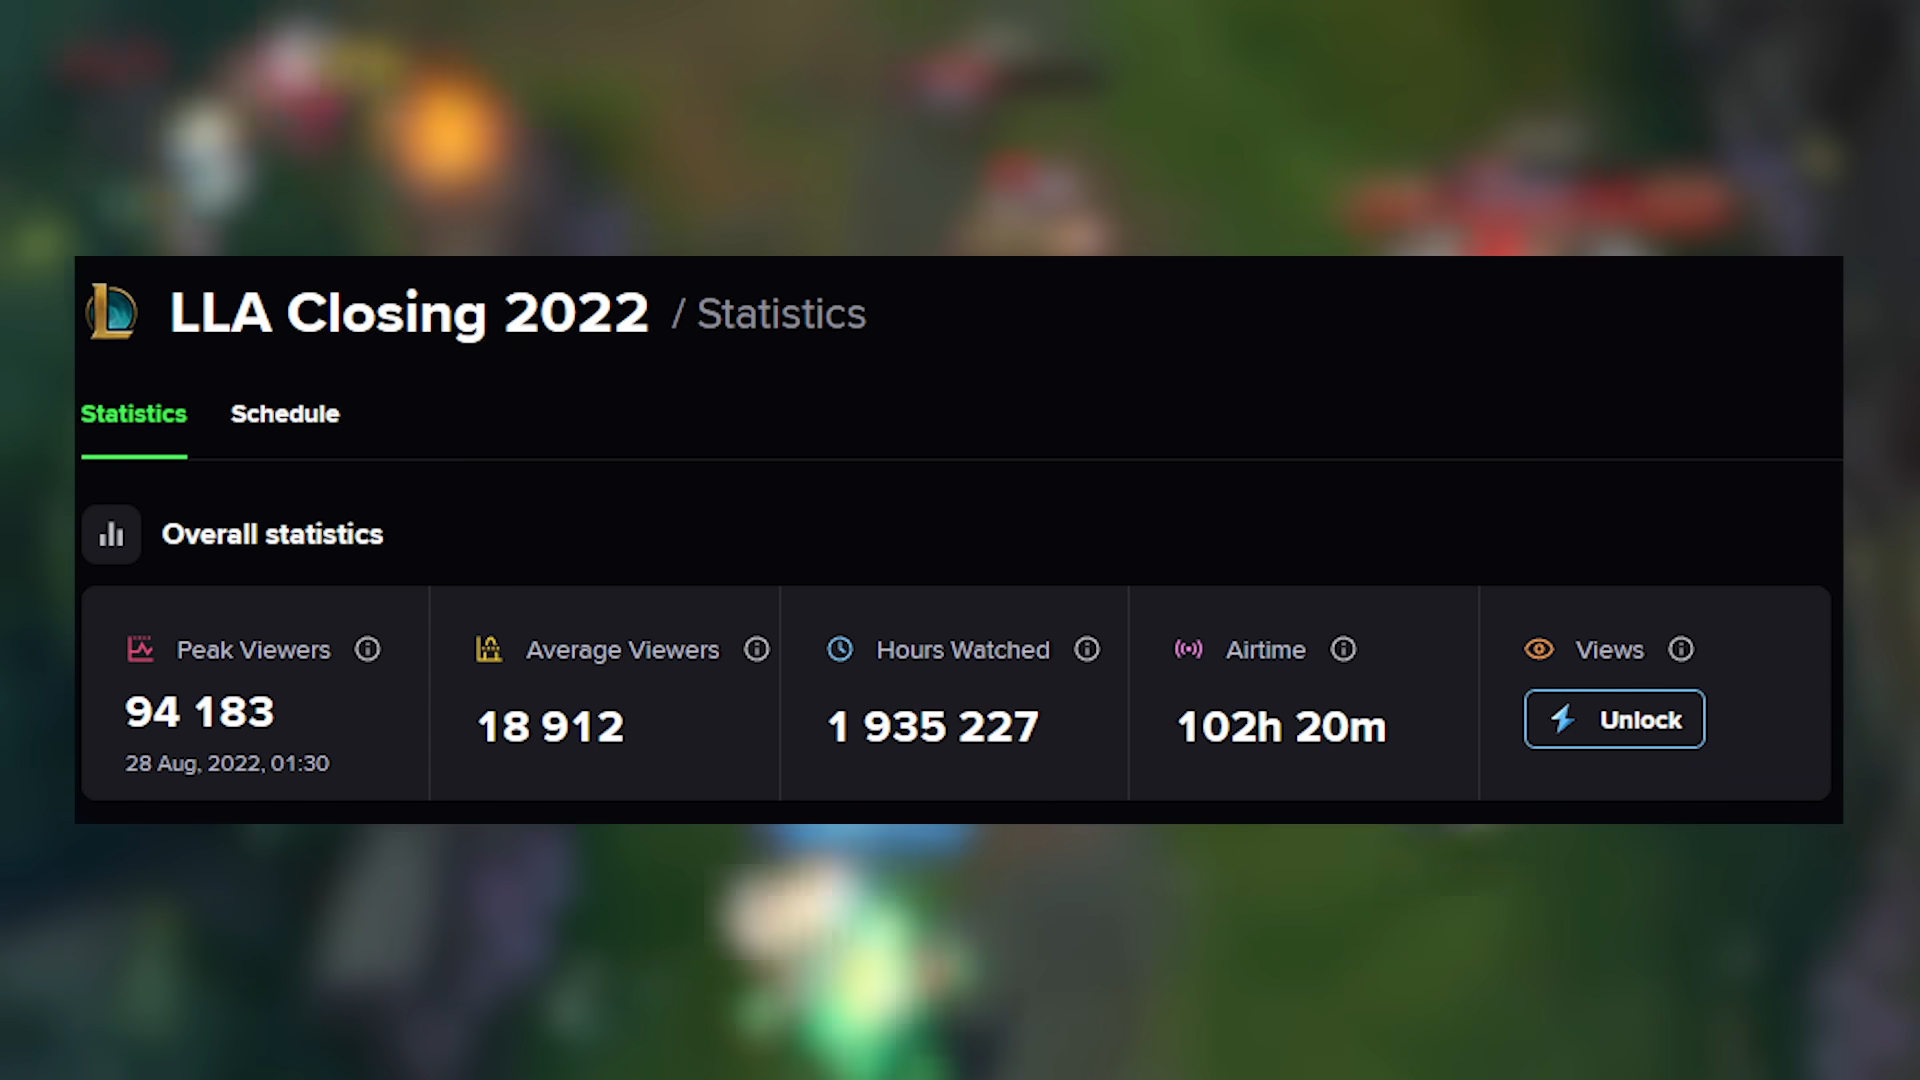 LLA Closing 2022 / Statistics
Statistics Schedule
Overall statistics
Peak Viewers
94 183
28 Aug, 2022, 01:30
Average Viewers
18 912
Hours Watched
1 935 227
Airtime
102h 20m
Views
Unlock